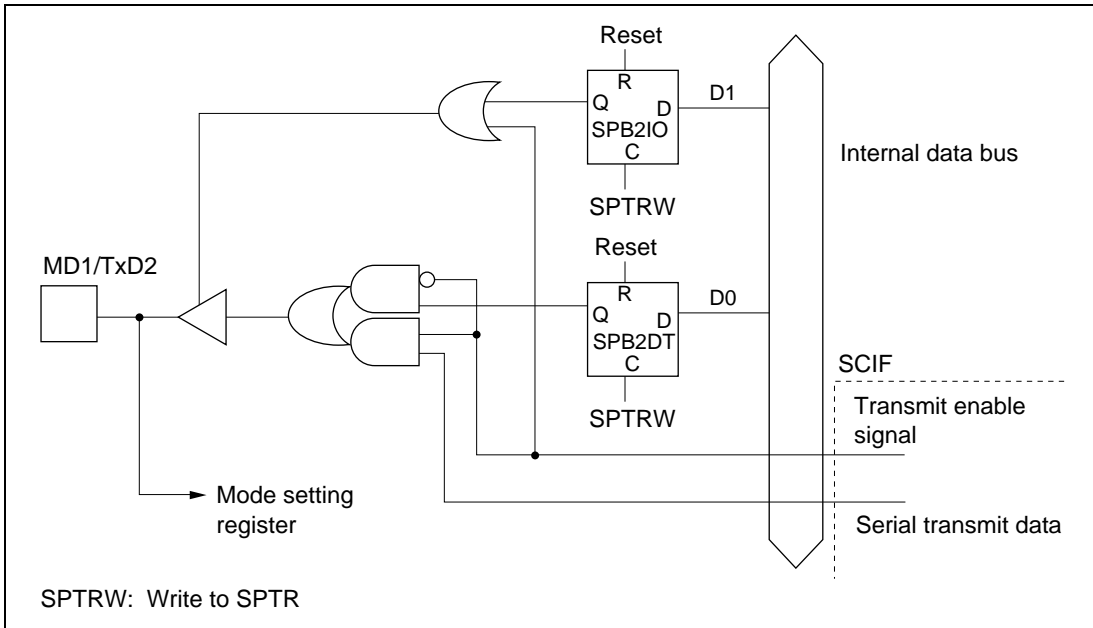 Reset
R
Q
D
SPB2IO
C
D1
SPTRW
Internal data bus
Reset
R
Q
D
SPB2DT
C
D0
SPTRW
MD1/TxD2
SCIF
Transmit enable
signal
Mode setting
register
Serial transmit data
SPTRW: Write to SPTR